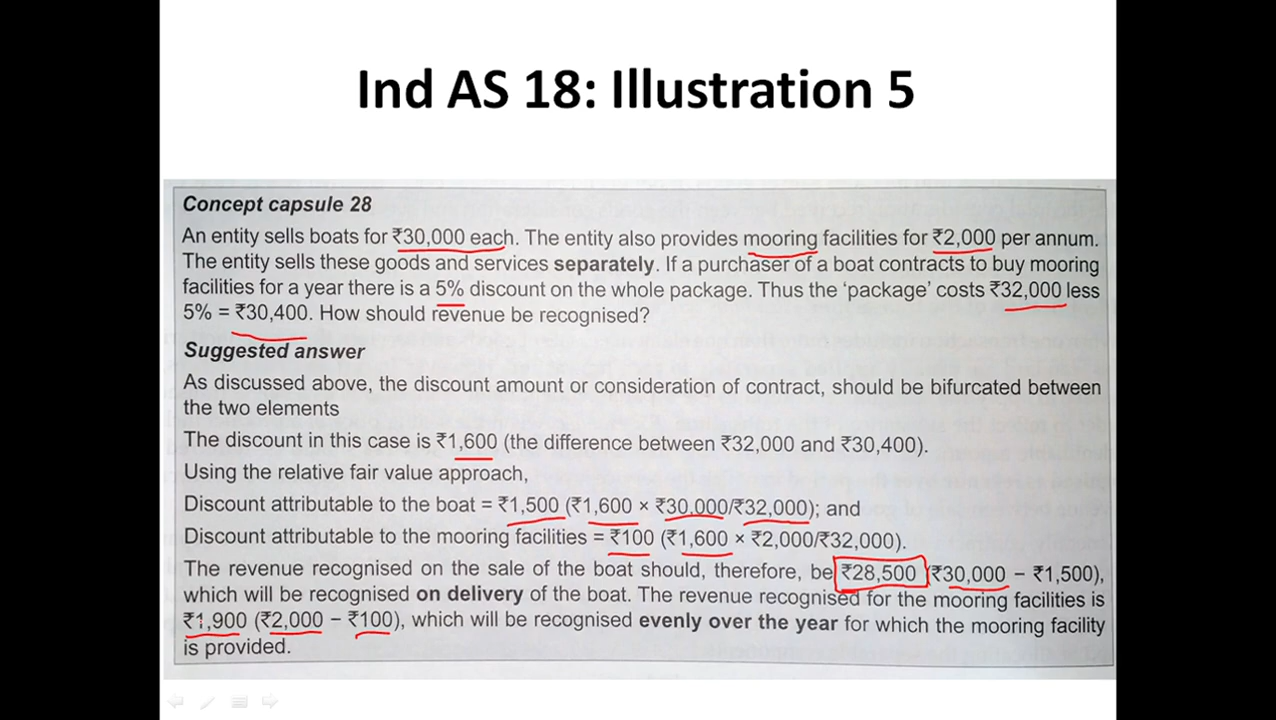 Ind AS 18: Illustration 5
Concept capsule 28
An entity sells boats for ₹30,000 each. The entity also provides mooring facilities for ₹2,000 per annum.
The entity sells these goods and services separately. If a purchaser of a boat contracts to buy mooring
facilities for a year there is a 5% discount on the whole package. Thus the ‘package’ costs ₹32,000 less
5% = ₹30,400. How should revenue be recognised?
Suggested answer
As discussed above, the discount amount or consideration of contract, should be bifurcated between
the two elements
The discount in this case is ₹1,600 (the difference between ₹32,000 and ₹30,400).
Using the relative fair value approach,
Discount attributable to the boat = ₹1,500 (₹1,600 × ₹30,000/₹32,000); and
Discount attributable to the mooring facilities = ₹100 (₹1,600 × ₹2,000/₹32,000).
The revenue recognised on the sale of the boat should, therefore, be ₹28,500 (₹30,000 − ₹1,500),
which will be recognised on delivery of the boat. The revenue recognised for the mooring facilities is
₹1,900 (₹2,000 − ₹100), which will be recognised evenly over the year for which the mooring facility
is provided.